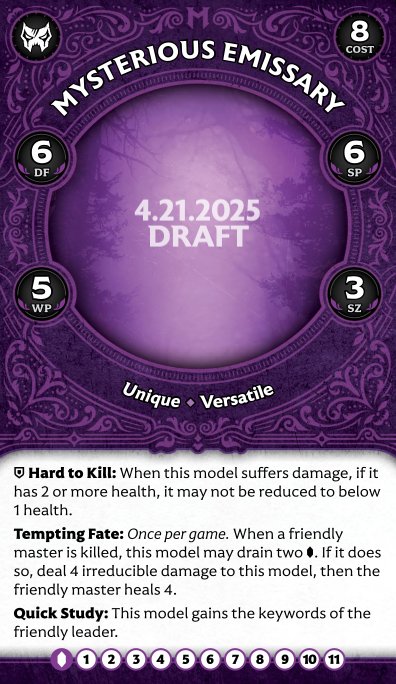 8
COST
MYSTERIOUS EMISSARY
6
DF
6
SP
4.21.2025
DRAFT
5
WP
3
SZ
Unique ◆ Versatile
Hard to Kill: When this model suffers damage, if it
has 2 or more health, it may not be reduced to below
1 health.
Tempting Fate: Once per game. When a friendly
master is killed, this model may drain two . If it does
so, deal 4 irreducible damage to this model, then the
friendly master heals 4.
Quick Study: This model gains the keywords of the
friendly leader.
1 2 3 4 5 6 7 8 9 10 11